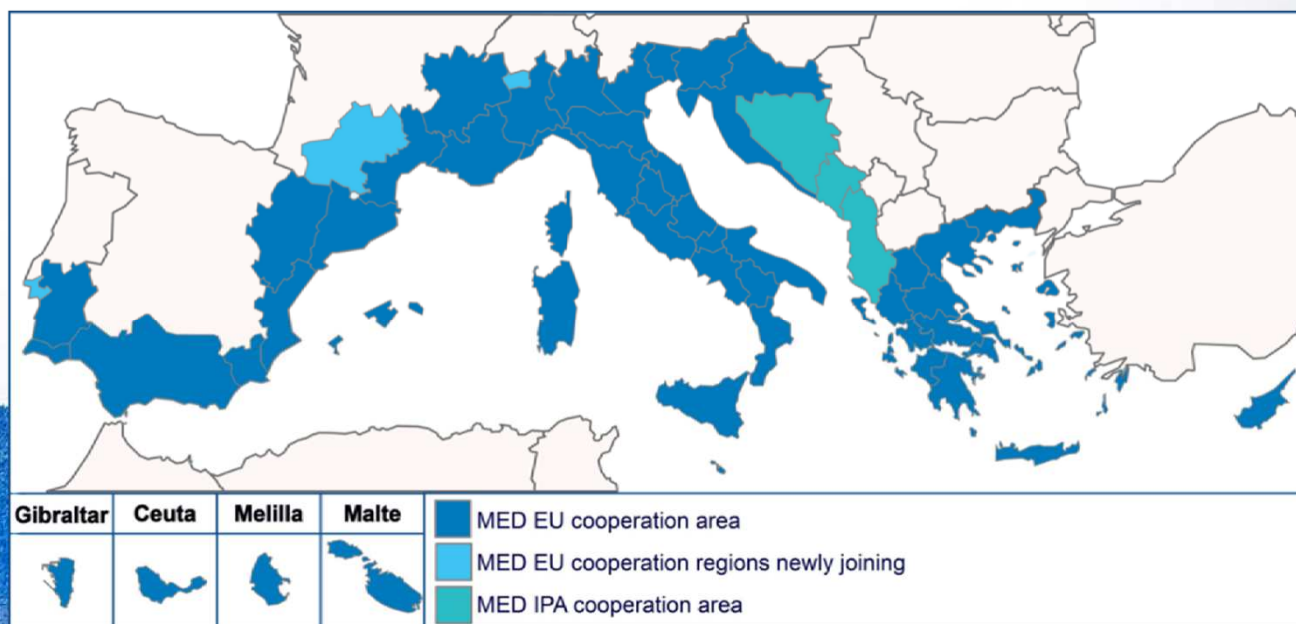 Gibraltar
Ceuta
Melilla
Malte
MED EU cooperation area
MED EU cooperation regions newly joining
MED IPA cooperation area